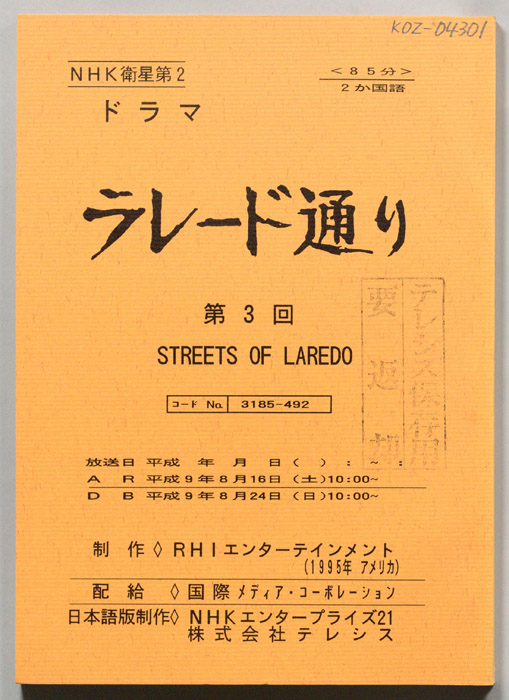 KOZ-04301
NHK衛星第2
<85分>
2か国語
ドラマ
ラレード通り
第3回
STREETS OF LAREDO
コード No. 3185-492
テレシス保存用
要返却
放送日 平成 年 月 日 ( ) : ~ :
A R 平成9年8月16日 (土)10:00~
D B 平成9年8月24日 (日)10:00~
制作◇RHIエンターテインメント
(1995年 アメリカ)
配給 ◇国際メディア・コーポレーション
日本語版制作◇NHKエンタープライズ21
株式会社テレシス